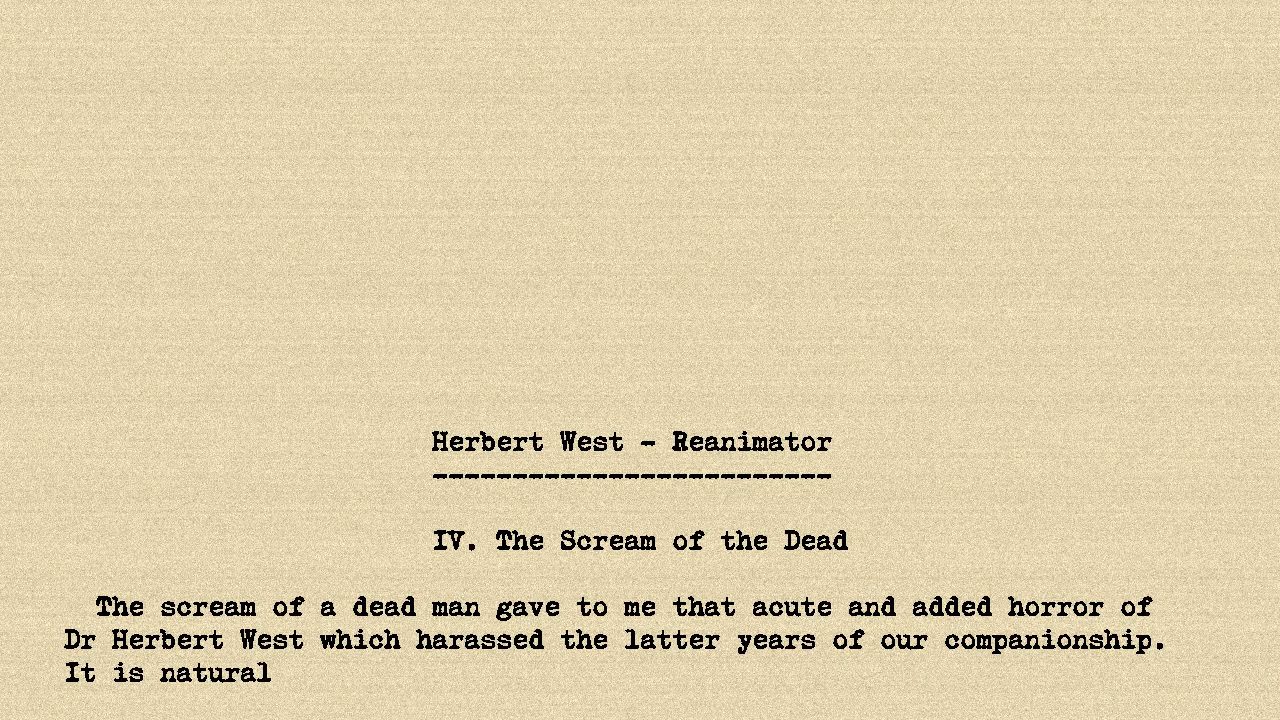 Herbert West - Reanimator
-------------------------
IV. The Scream of the Dead
The scream of a dead man gave to me that acute and added horror of
Dr Herbert West which harassed the latter years of our companionship.
It is natural